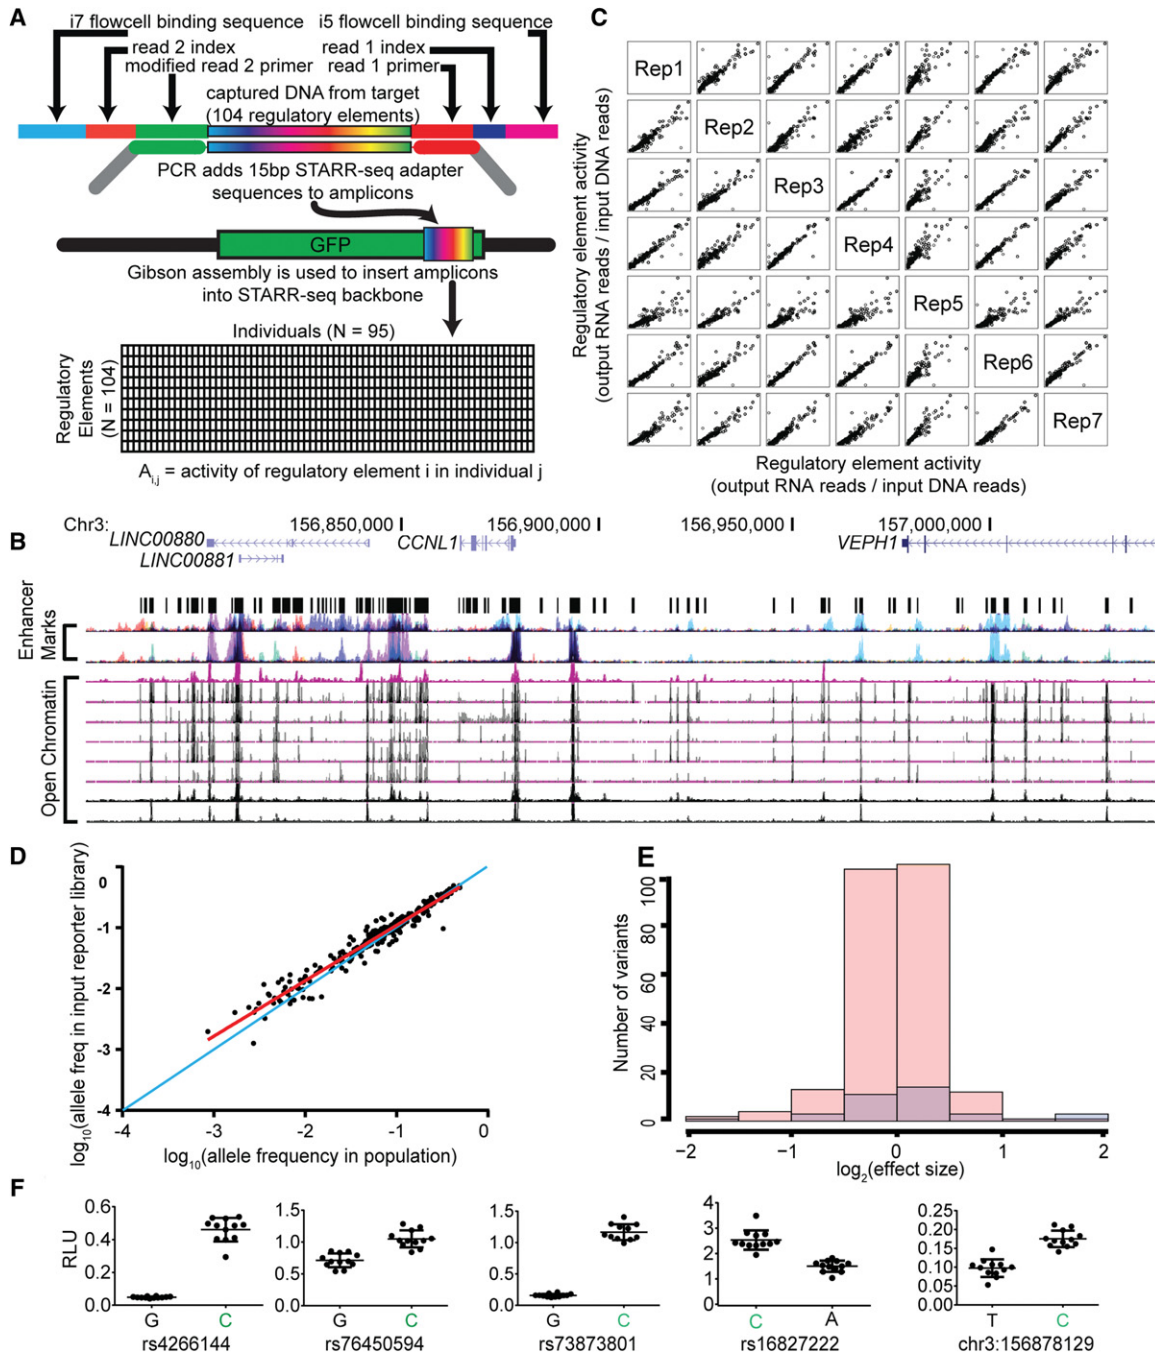 A
i7 flowcell binding sequence
i5 flowcell binding sequence
read 2 index
read 1 index
modified read 2 primer
read 1 primer
captured DNA from target
(104 regulatory elements)
PCR adds 15bp STARR-seq adapter
sequences to amplicons
GFP
Gibson assembly is used to insert amplicons
into STARR-seq backbone
Individuals (N = 95)
Regulatory
Elements
(N = 104)
A i,j = activity of regulatory element i in individual j
C
Regulatory element activity
(output RNA reads / input DNA reads)
Rep1
Rep2
Rep3
Rep4
Rep5
Rep6
Rep7
Regulatory element activity
(output RNA reads / input DNA reads)
B
Chr3:
156,850,000
156,900,000
156,950,000
157,000,000
LINC00880
LINC00881
CCNL1
VEPH1
Enhancer
Marks
Open Chromatin
D
log10(allele freq in input reporter library)
0
-1
-2
-3
-4
-4
-3
-2
-1
0
log10(allele frequency in population)
E
Number of variants
100
80
60
40
20
0
−2
−1
0
1
2
log2(effect size)
F
RLU
0.6
0.4
0.2
0.0
G
C
rs4266144
1.5
1.0
0.5
0.0
G
C
rs76450594
1.5
1.0
0.5
0.0
G
C
rs73873801
4
3
2
1
0
C
A
rs16827222
0.25
0.20
0.15
0.10
0.05
0.00
T
C
chr3:156878129